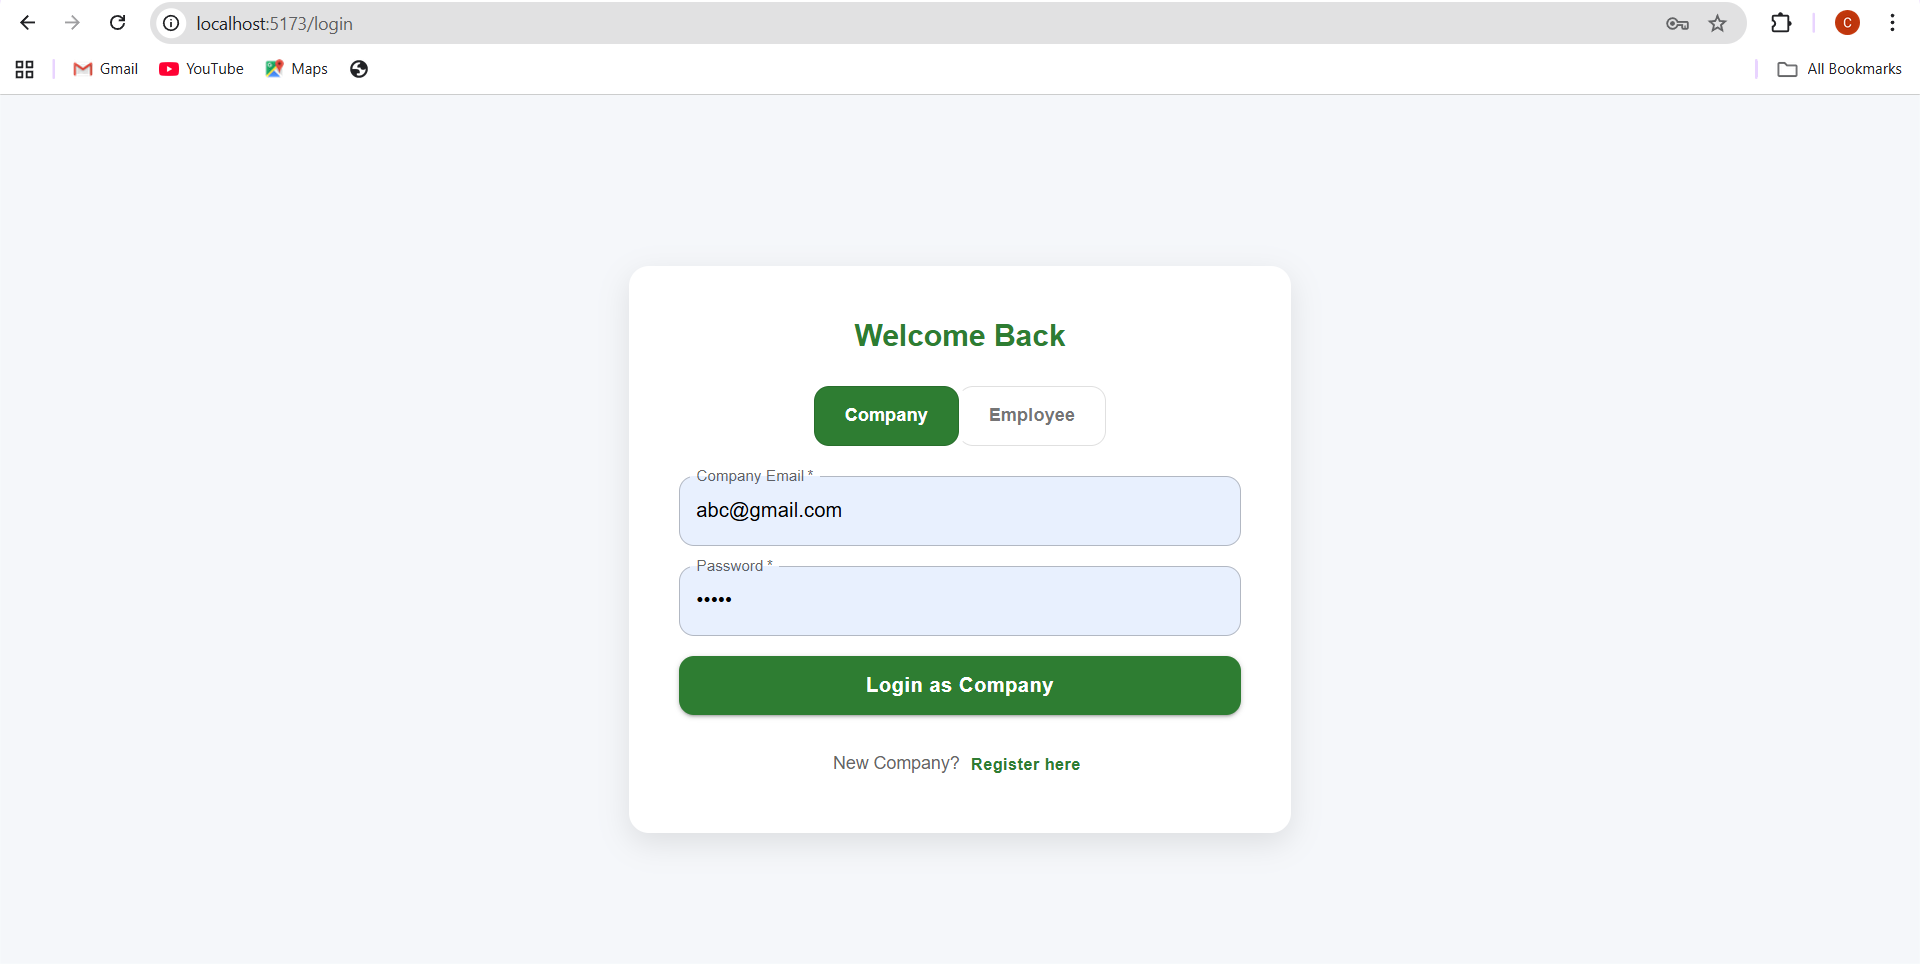 localhost:5173/login
C
Gmail
YouTube
Maps
All Bookmarks
Welcome Back
Company
Employee
Company Email *
abc@gmail.com
Password *
•••••
Login as Company
New Company? Register here